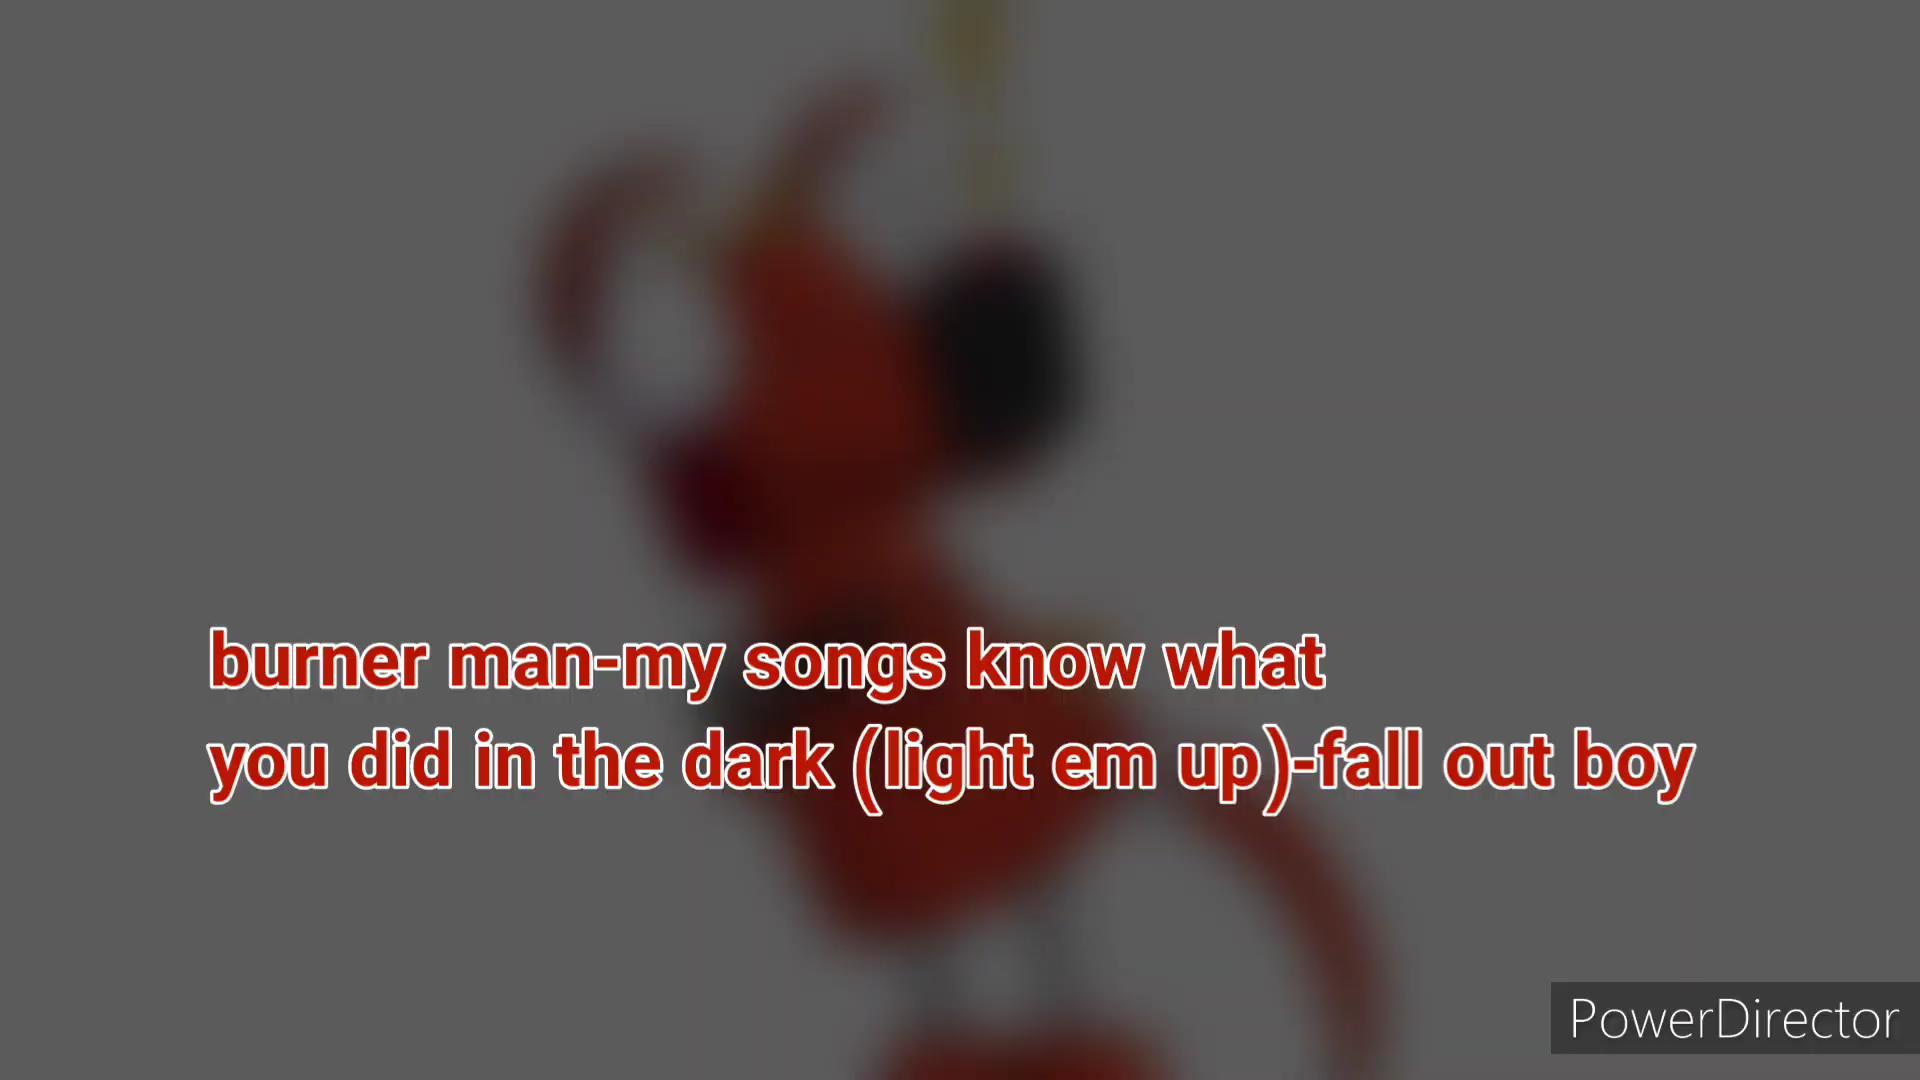 burner man-my songs know what
you did in the dark (light em up)-fall out boy
PowerDirector